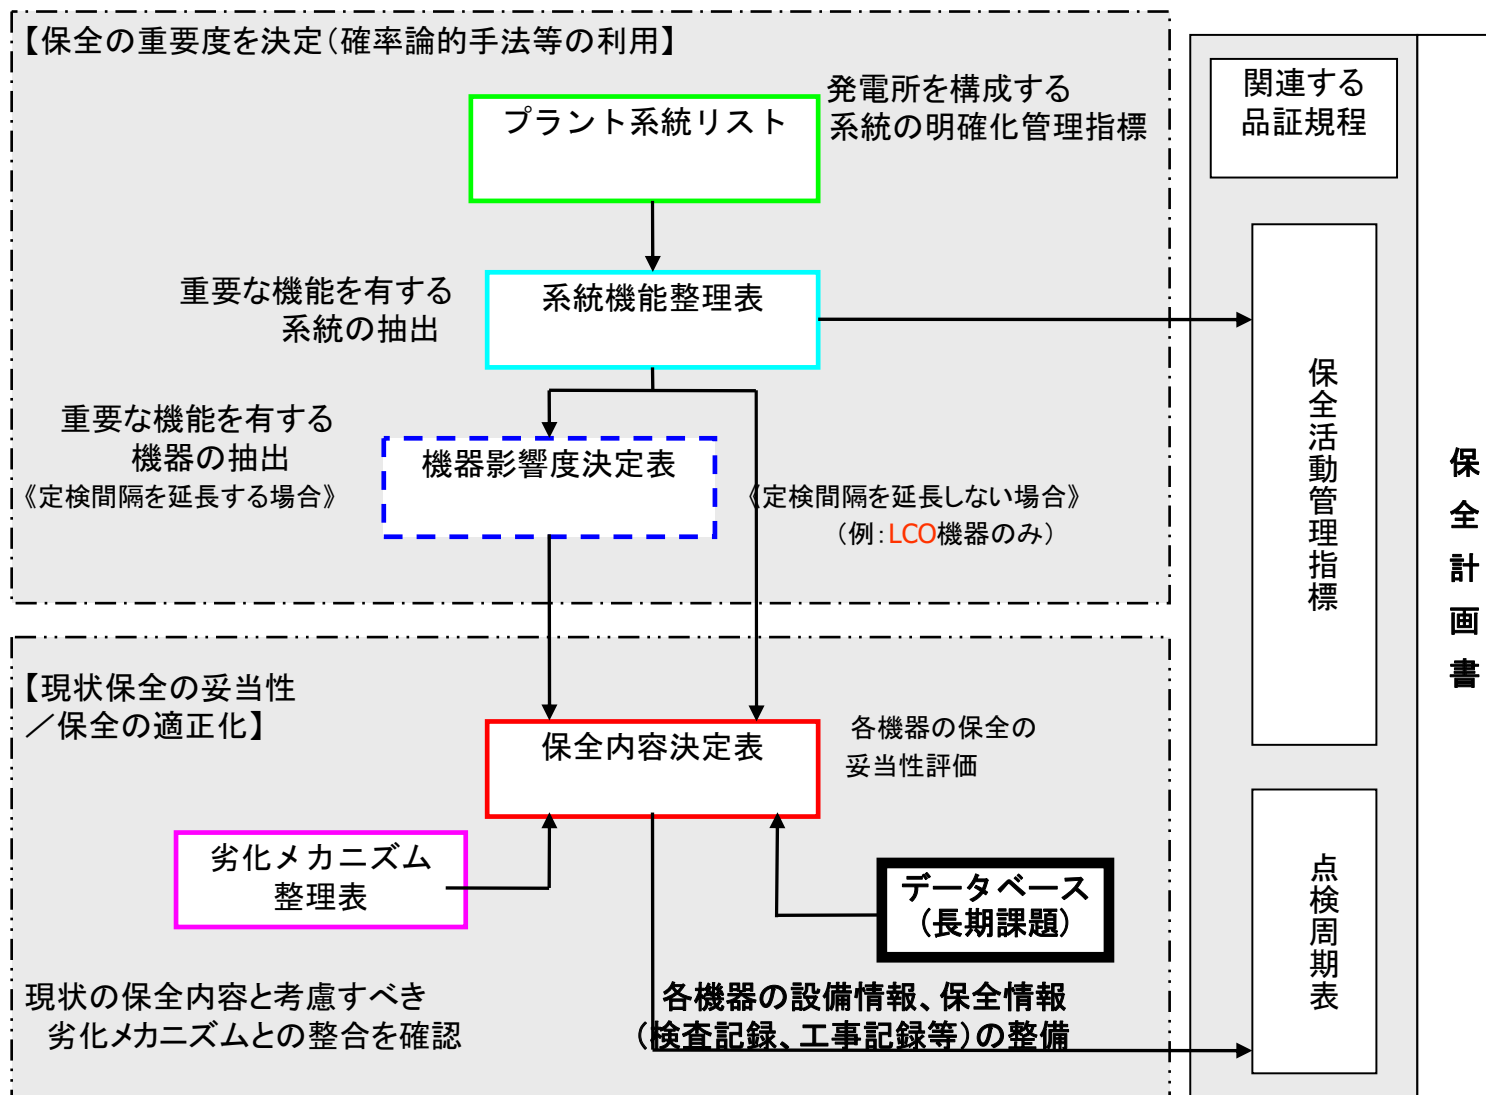 【保全の重要度を決定(確率論的手法等の利用】
プラント系統リスト
発電所を構成する
系統の明確化管理指標
重要な機能を有する
系統の抽出
系統機能整理表
重要な機能を有する
機器の抽出
《定検間隔を延長する場合》
機器影響度決定表
《定検間隔を延長しない場合》
(例:LCO機器のみ)
【現状保全の妥当性
/保全の適正化】
保全内容決定表
各機器の保全の
妥当性評価
劣化メカニズム
整理表
データベース
(長期課題)
現状の保全内容と考慮すべき
劣化メカニズムとの整合を確認
各機器の設備情報、保全情報
(検査記録、工事記録等)の整備
関連する
品証規程
保全活動管理指標
点検周期表
保全計画書